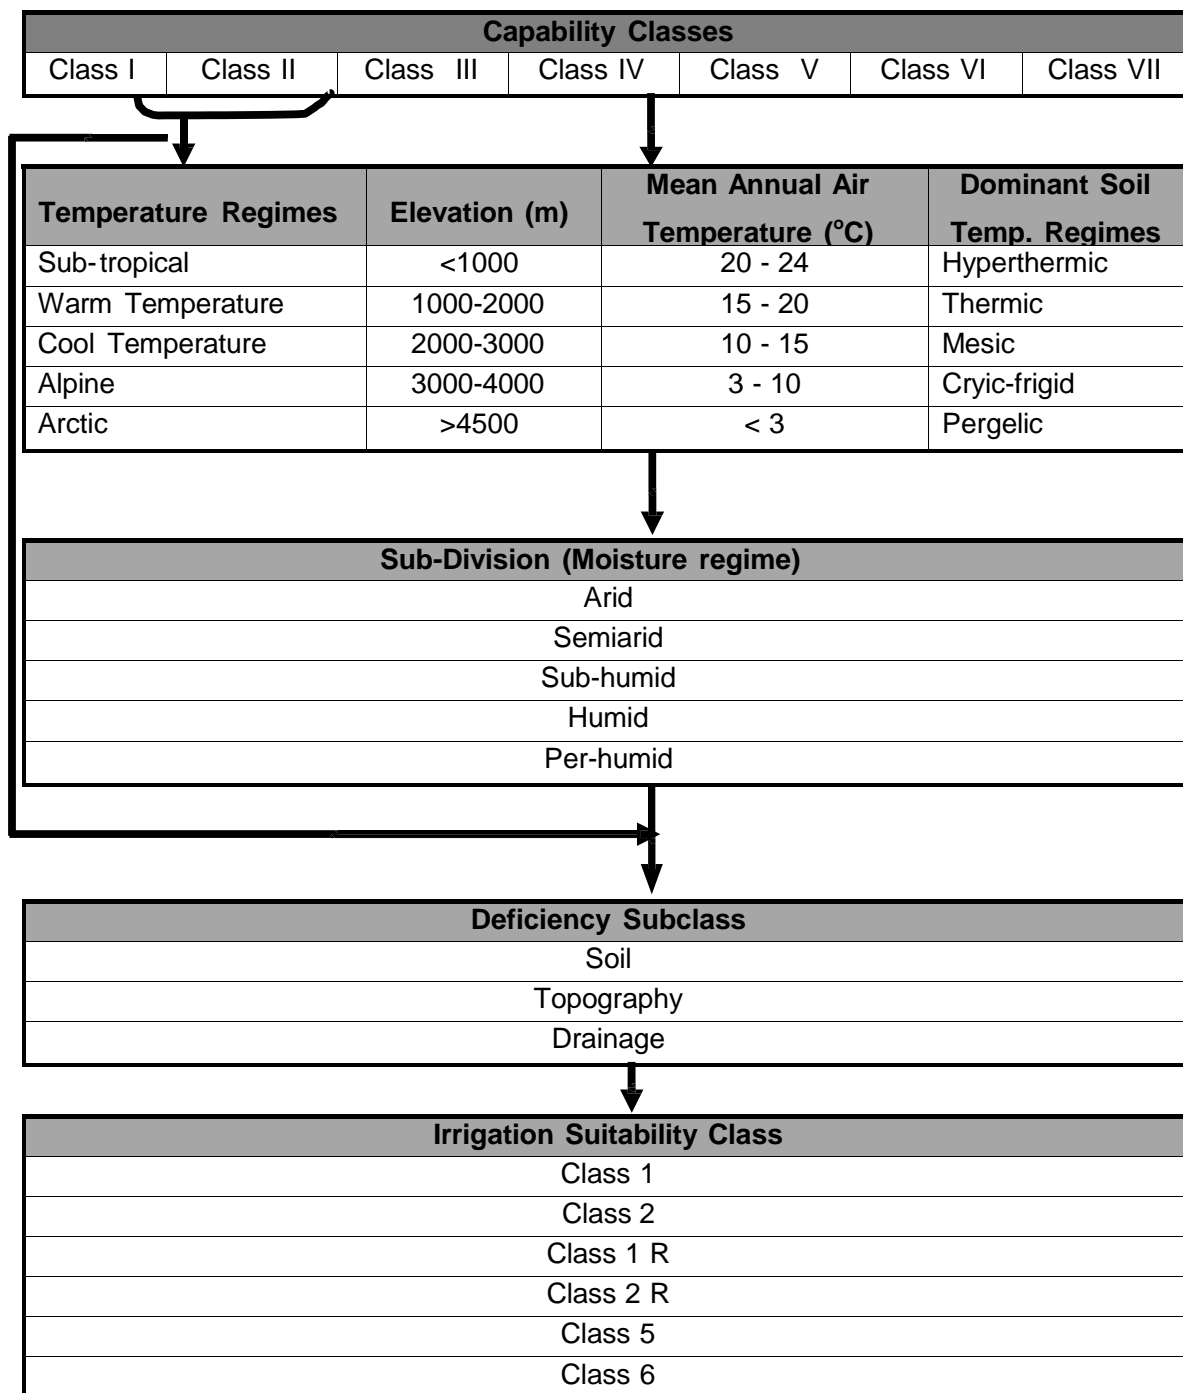 Capability Classes
Class I Class II Class III Class IV Class V Class VI Class VII
Temperature Regimes Elevation (m) Mean Annual Air Temperature (°C) Dominant Soil Temp. Regimes
Sub-tropical <1000 20 - 24 Hyperthermic
Warm Temperature 1000-2000 15 - 20 Thermic
Cool Temperature 2000-3000 10 - 15 Mesic
Alpine 3000-4000 3 - 10 Cryic-frigid
Arctic >4500 < 3 Pergelic
Sub-Division (Moisture regime)
Arid
Semiarid
Sub-humid
Humid
Per-humid
Deficiency Subclass
Soil
Topography
Drainage
Irrigation Suitability Class
Class 1
Class 2
Class 1 R
Class 2 R
Class 5
Class 6